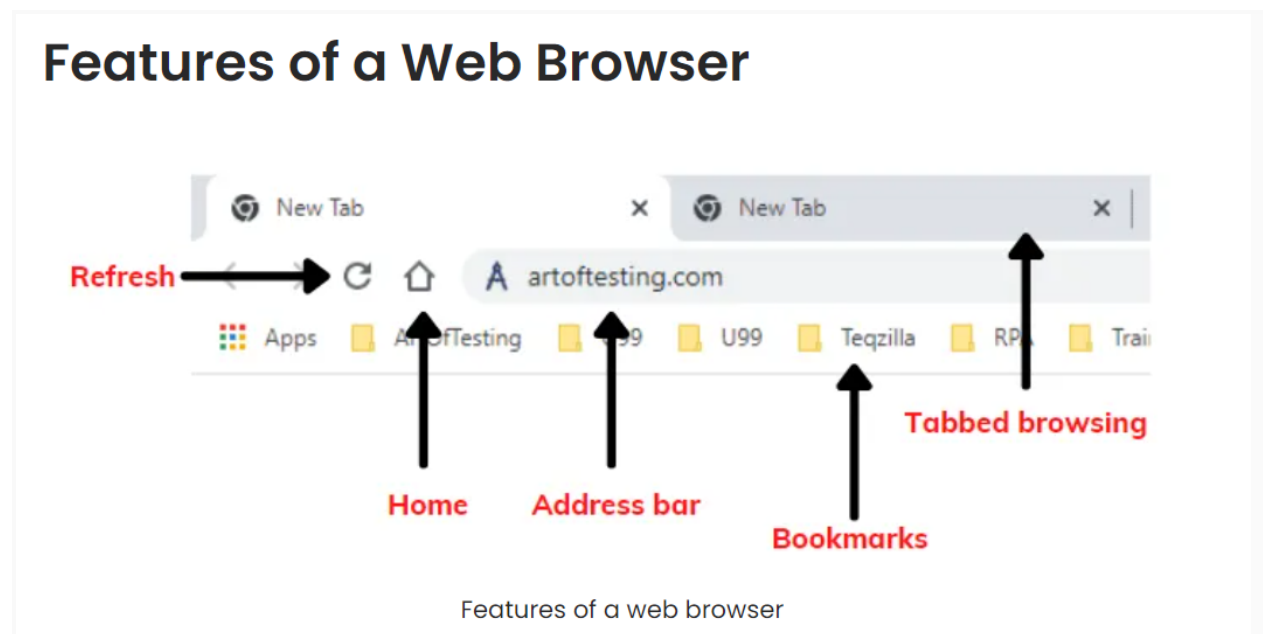 Features of a Web Browser
New Tab
New Tab
Refresh
artoftesting.com
Apps
U99
Teqzilla
Tabbed browsing
Home
Address bar
Bookmarks
Features of a web browser